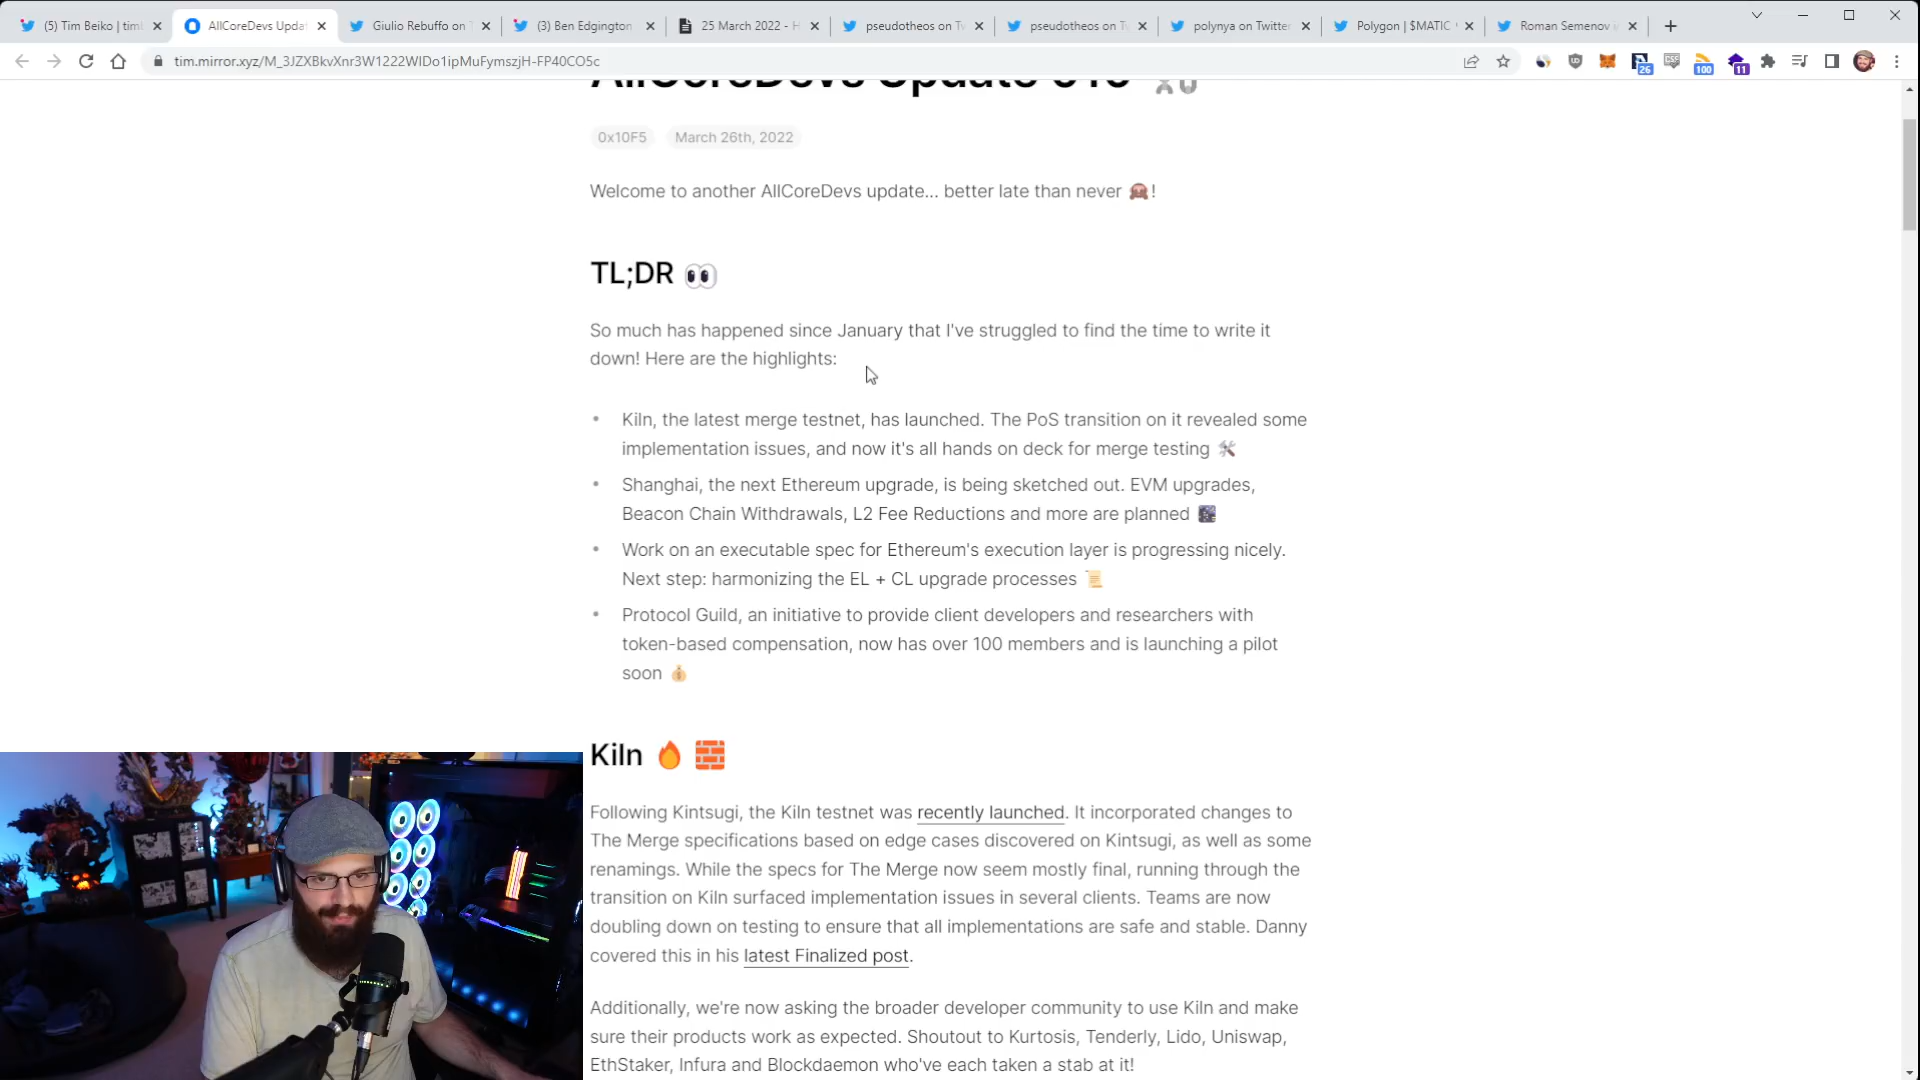 (5) Tim Beiko | timb
AllCoreDevs Updat
Giulio Rebuffo on T
(3) Ben Edgington
25 March 2022 - H
pseudotheos on Tw
pseudotheos on Tw
polynya on Twitter
Polygon | $MATIC
Roman Semenov
tim.mirror.xyz/M_3JZXBkvXnr3W1222WIDo1ipMuFymszjH-FP40CO5c
26
100
11
AllCoreDevs Update
0x10F5
March 26th, 2022
Welcome to another AllCoreDevs update... better late than never 🙈!
TL;DR 👀
So much has happened since January that I've struggled to find the time to write it
down! Here are the highlights:
• Kiln, the latest merge testnet, has launched. The PoS transition on it revealed some
implementation issues, and now it's all hands on deck for merge testing 🛠
• Shanghai, the next Ethereum upgrade, is being sketched out. EVM upgrades,
Beacon Chain Withdrawals, L2 Fee Reductions and more are planned 🌃
• Work on an executable spec for Ethereum's execution layer is progressing nicely.
Next step: harmonizing the EL + CL upgrade processes 📜
• Protocol Guild, an initiative to provide client developers and researchers with
token-based compensation, now has over 100 members and is launching a pilot
soon 💰
Kiln 🔥 🧱
Following Kintsugi, the Kiln testnet was recently launched. It incorporated changes to
The Merge specifications based on edge cases discovered on Kintsugi, as well as some
renamings. While the specs for The Merge now seem mostly final, running through the
transition on Kiln surfaced implementation issues in several clients. Teams are now
doubling down on testing to ensure that all implementations are safe and stable. Danny
covered this in his latest Finalized post.
Additionally, we're now asking the broader developer community to use Kiln and make
sure their products work as expected. Shoutout to Kurtosis, Tenderly, Lido, Uniswap,
EthStaker, Infura and Blockdaemon who've each taken a stab at it!